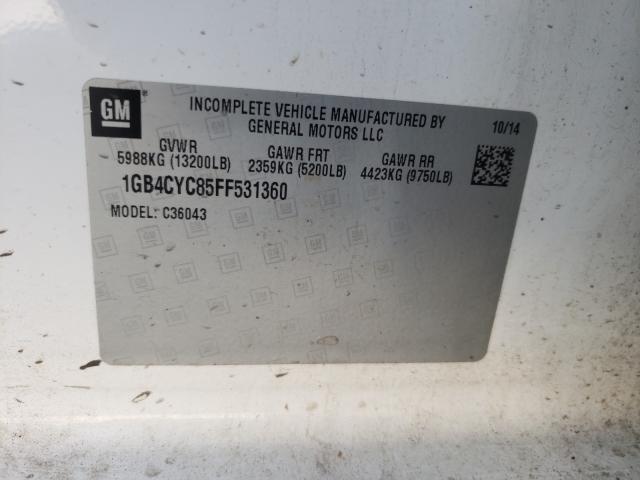 GM
INCOMPLETE VEHICLE MANUFACTURED BY
GENERAL MOTORS LLC
10/14
GVWR
5988KG (13200LB)
GAWR FRT
2359KG (5200LB)
GAWR RR
4423KG (9750LB)
1GB4CYC85FF531360
MODEL: C36043